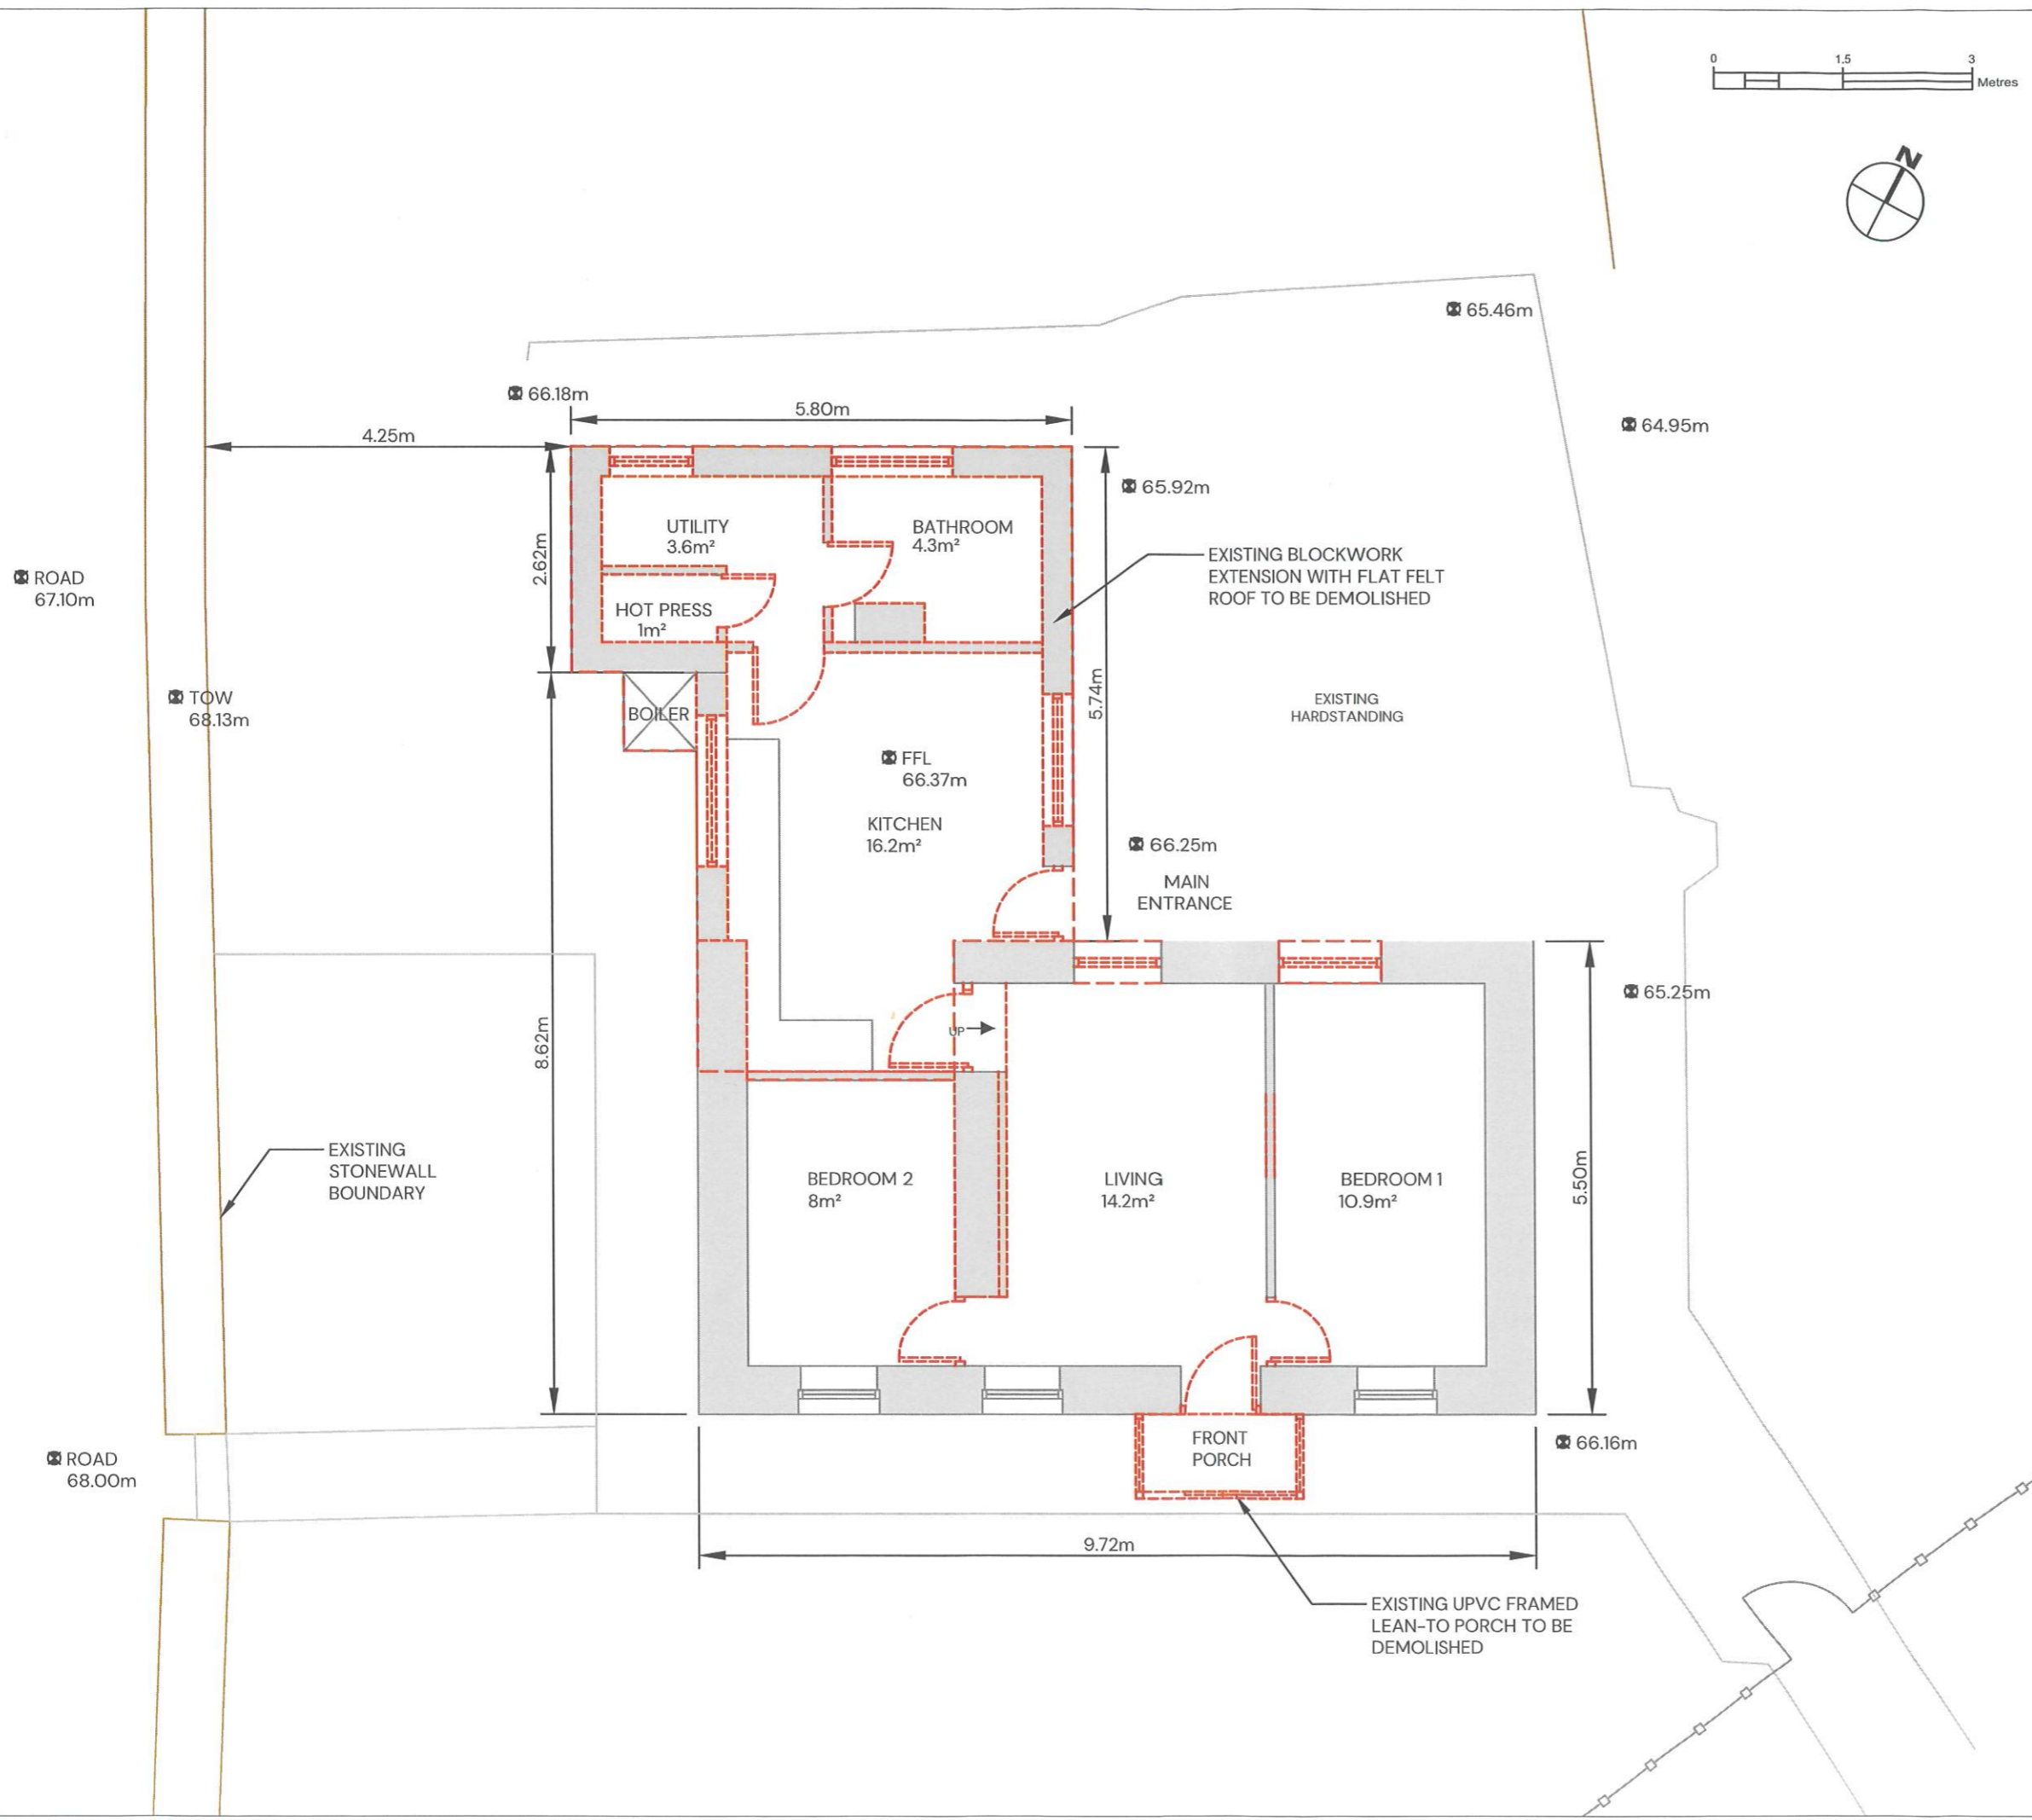 0 1.5 3
Metres
N
65.46m
66.18m
5.80m
64.95m
4.25m
65.92m
UTILITY
3.6m²
BATHROOM
4.3m²
2.62m
EXISTING BLOCKWORK
EXTENSION WITH FLAT FELT
ROOF TO BE DEMOLISHED
ROAD
67.10m
HOT PRESS
1m²
5.74m
TOW
68.13m
BOILER
EXISTING
HARDSTANDING
FFL
66.37m
KITCHEN
16.2m²
66.25m
MAIN
ENTRANCE
65.25m
8.62m
UP
EXISTING
STONEWALL
BOUNDARY
BEDROOM 2
8m²
LIVING
14.2m²
BEDROOM 1
10.9m²
5.50m
ROAD
68.00m
FRONT
PORCH
66.16m
9.72m
EXISTING UPVC FRAMED
LEAN-TO PORCH TO BE
DEMOLISHED